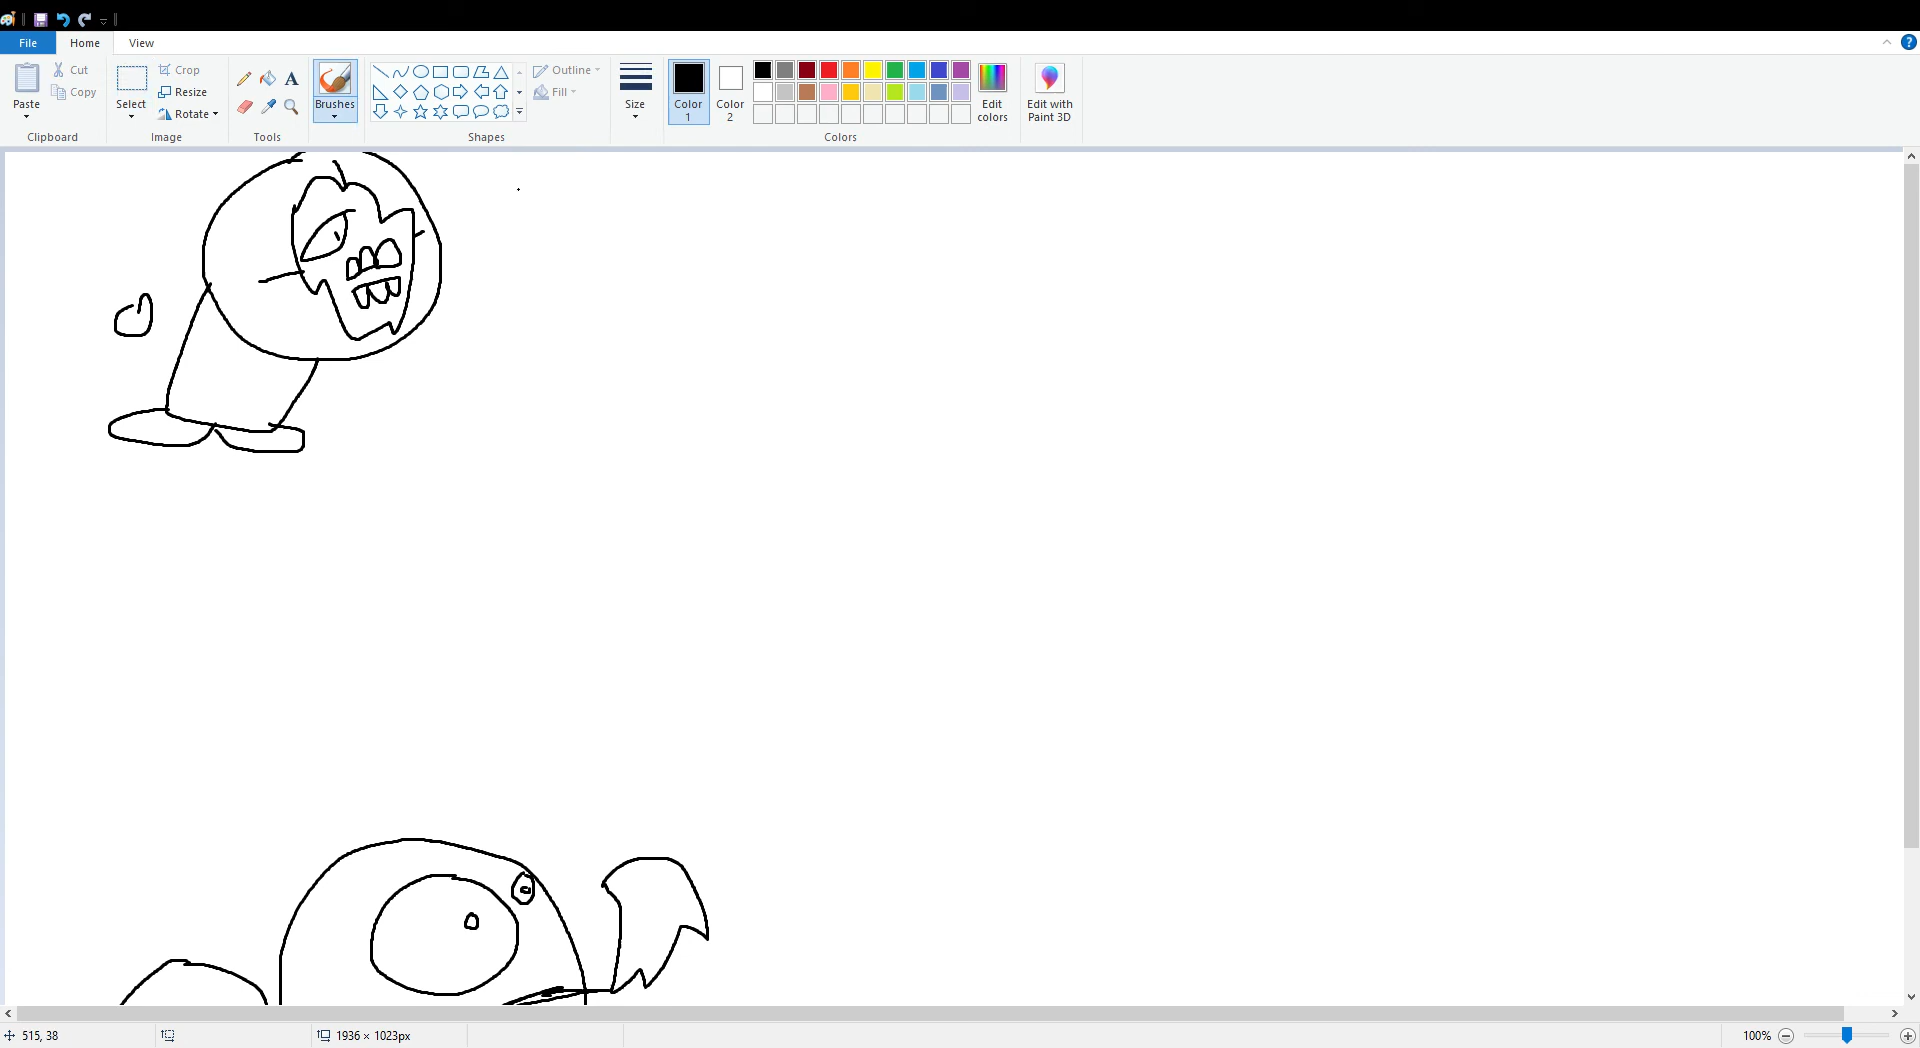 File Home View
Paste Cut Copy Select Crop Resize Rotate A Brushes Outline Fill Size Color 1 Color 2 Edit colors Edit with Paint 3D
Clipboard Image Tools Shapes Colors
515, 38 1936 × 1023px 100%